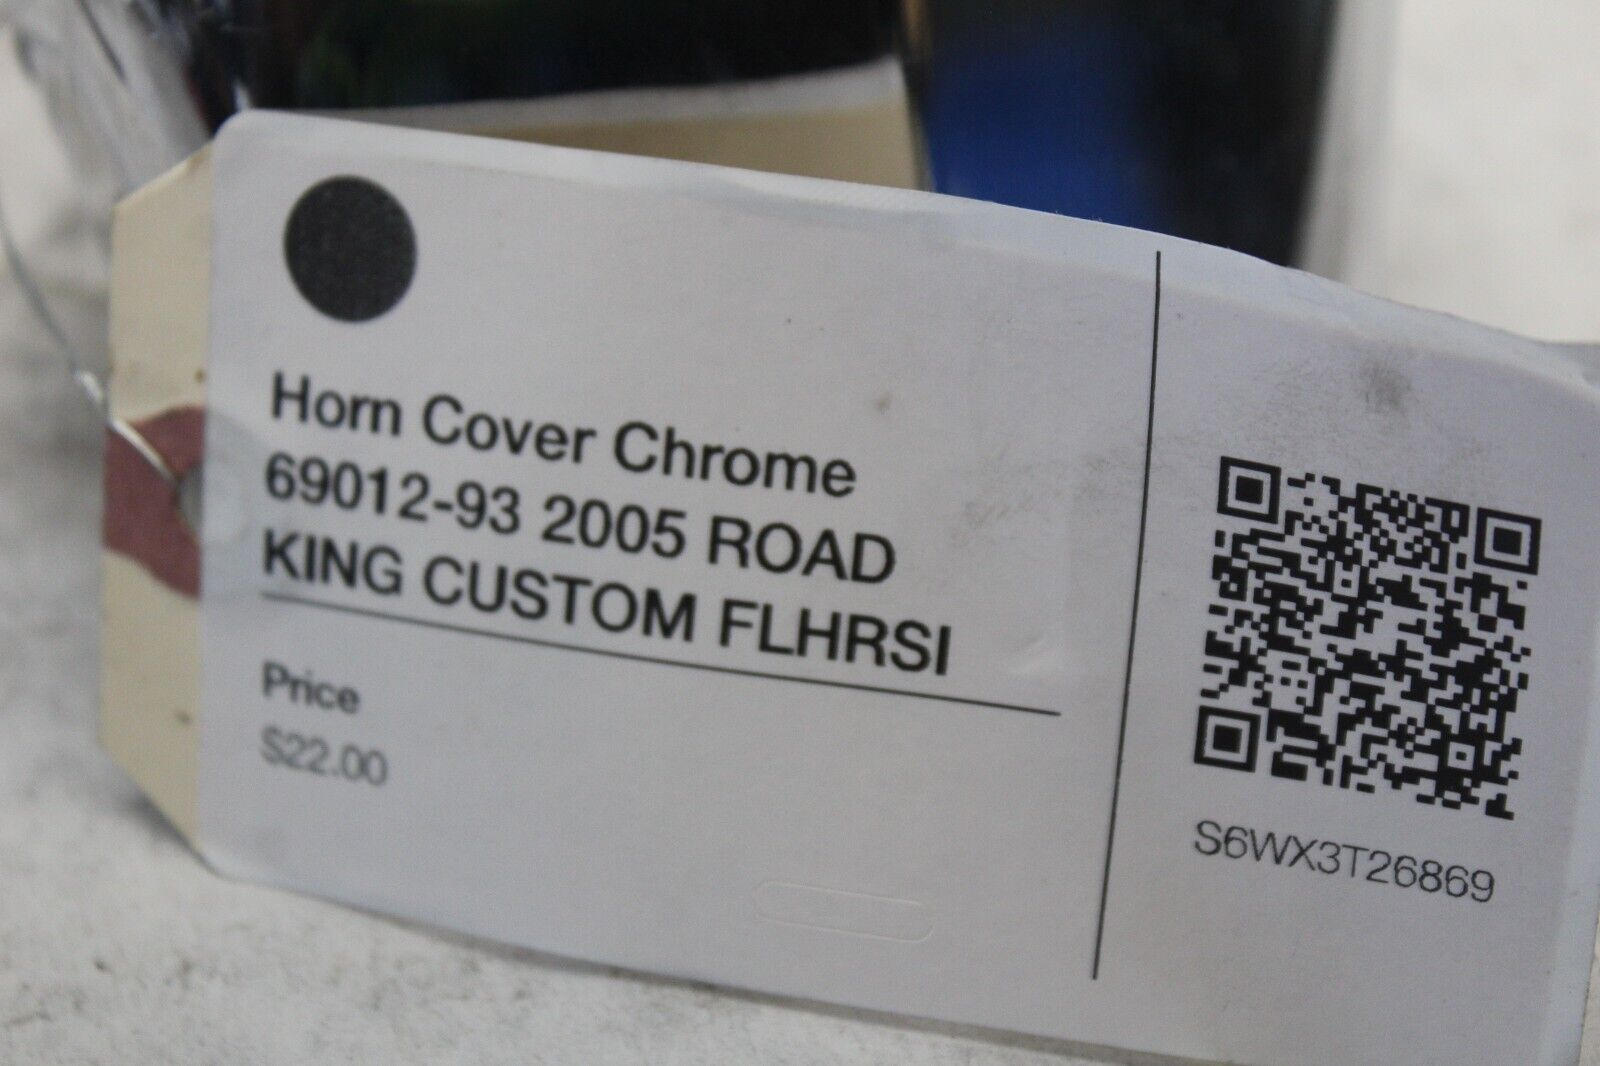 Horn Cover Chrome
69012-93 2005 ROAD
KING CUSTOM FLHRSI
Price
$22.00
S6WX3T26869